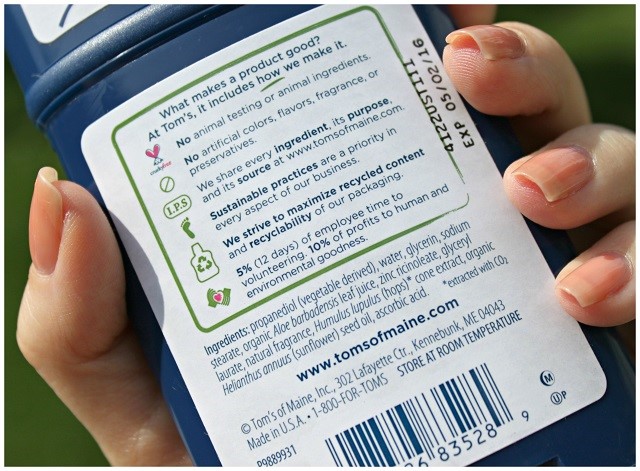 What makes a product good?
At Tom's, it includes how we make it.
No animal testing or animal ingredients.
No artificial colors, flavors, fragrance, or
preservatives.
We share every ingredient, its purpose,
and its source at www.tomsofmaine.com.
I.P.S
Sustainable practices are a priority in
every aspect of our business.
We strive to maximize recycled content
and recyclability of our packaging.
5% (12 days) of employee time to
volunteering. 10% of profits to human and
environmental goodness.
4122UST111
EXP 05/02/16
Ingredients: propanediol (vegetable derived), water, glycerin, sodium
stearate, organic Aloe barbadensis leaf juice, zinc ricinoleate, glyceryl
laurate, natural fragrance, Humulus lupulus (hops)* cone extract, organic
Helianthus annuus (sunflower) seed oil, ascorbic acid. *extracted with CO₂
www.tomsofmaine.com
© Tom's of Maine, Inc., 302 Lafayette Ctr., Kennebunk, ME 04043
Made in U.S.A. • 1-800-FOR-TOMS STORE AT ROOM TEMPERATURE
M
UP
P9889931
83528 9